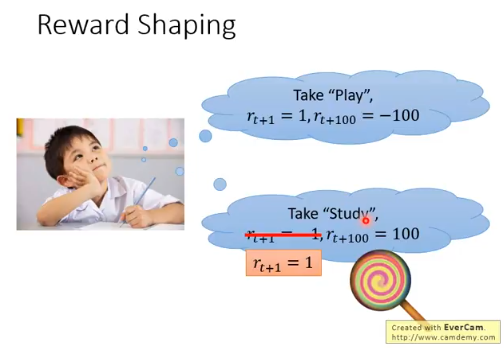 Reward Shaping
Take “Play”,
r_{t+1} = 1, r_{t+100} = −100
Take “Study”,
r_{t+1} = −1, r_{t+100} = 100
r_{t+1} = 1
Created with EverCam.
http://www.camdemy.com